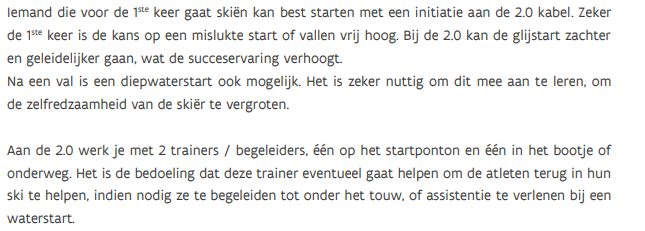 Iemand die voor de 1ste keer gaat skiën kan best starten met een initiatie aan de 2.0 kabel. Zeker
de 1ste keer is de kans op een mislukte start of vallen vrij hoog. Bij de 2.0 kan de glijstart zachter
en geleidelijker gaan, wat de succeservaring verhoogt.
Na een val is een diepwaterstart ook mogelijk. Het is zeker nuttig om dit mee aan te leren, om
de zelfredzaamheid van de skiër te vergroten.
Aan de 2.0 werk je met 2 trainers / begeleiders, één op het startponton en één in het bootje of
onderweg. Het is de bedoeling dat deze trainer eventueel gaat helpen om de atleten terug in hun
ski te helpen, indien nodig ze te begeleiden tot onder het touw, of assistentie te verlenen bij een
waterstart.